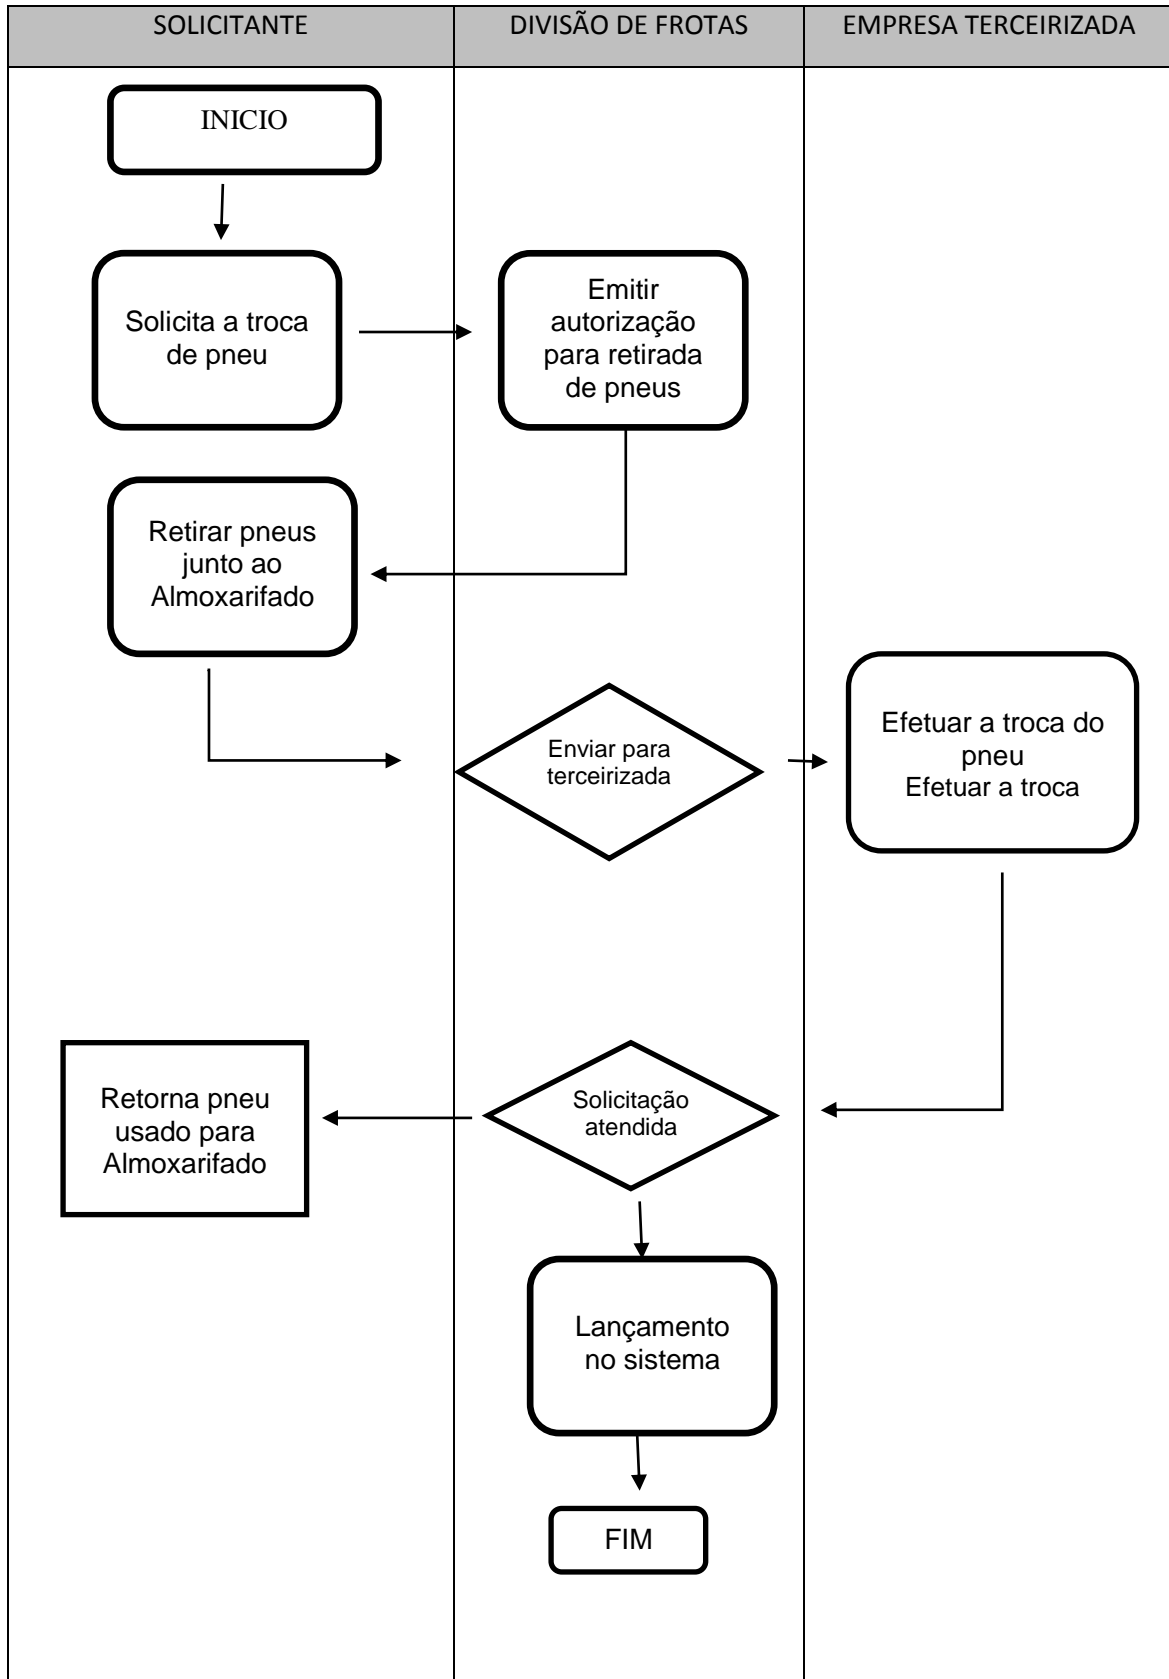 SOLICITANTE
DIVISÃO DE FROTAS
EMPRESA TERCEIRIZADA
INICIO
Solicita a troca
de pneu
Emitir
autorização
para retirada
de pneus
Retirar pneus
junto ao
Almoxarifado
Enviar para
terceirizada
Efetuar a troca do
pneu
Efetuar a troca
Retorna pneu
usado para
Almoxarifado
Solicitação
atendida
Lançamento
no sistema
FIM